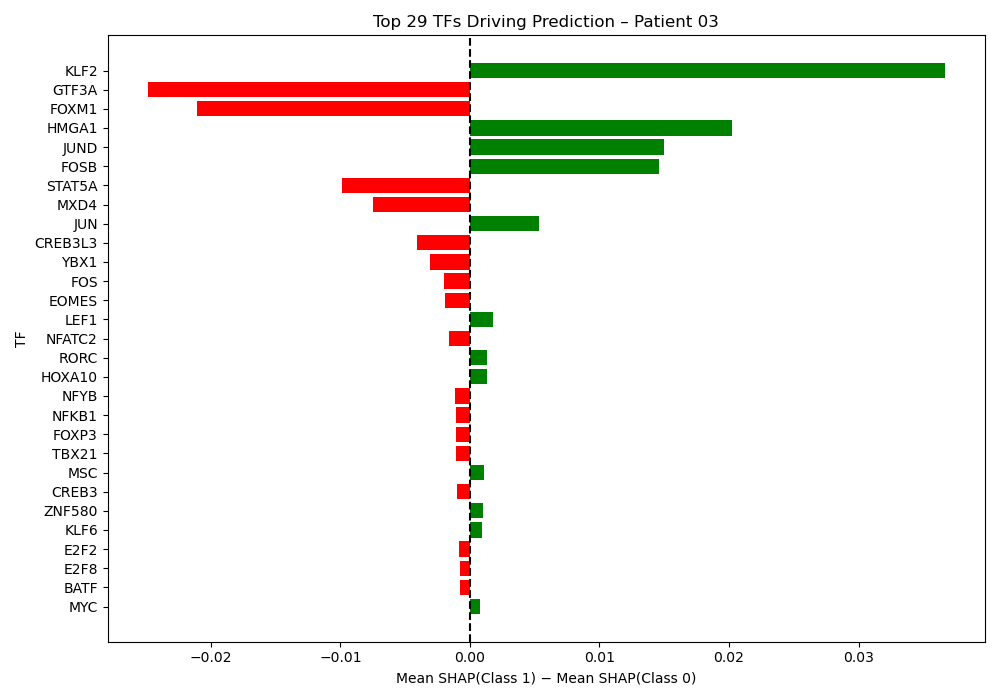 Top 29 TFs Driving Prediction – Patient 03
TF
KLF2
GTF3A
FOXM1
HMGA1
JUND
FOSB
STAT5A
MXD4
JUN
CREB3L3
YBX1
FOS
EOMES
LEF1
NFATC2
RORC
HOXA10
NFYB
NFKB1
FOXP3
TBX21
MSC
CREB3
ZNF580
KLF6
E2F2
E2F8
BATF
MYC
−0.02 −0.01 0.00 0.01 0.02 0.03
Mean SHAP(Class 1) − Mean SHAP(Class 0)